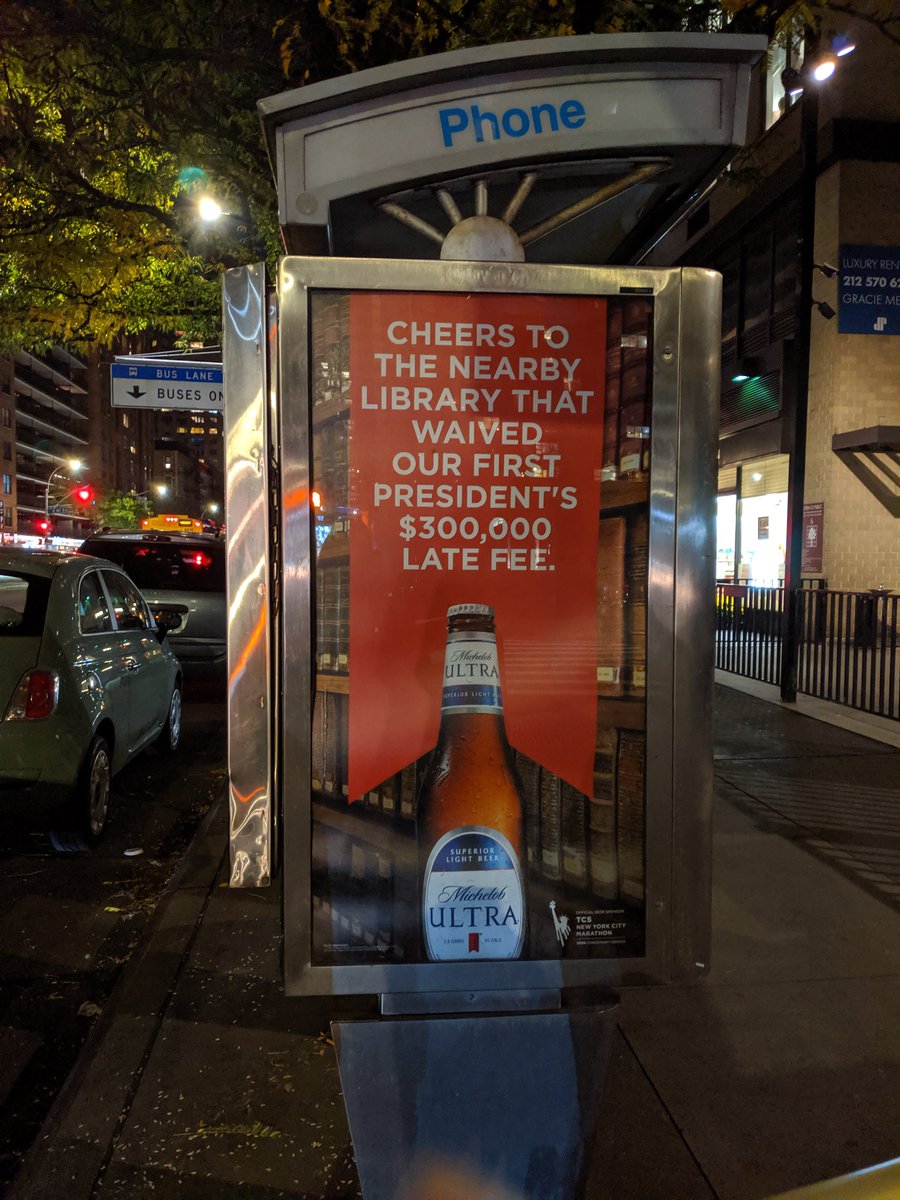 Phone
CHEERS TO
THE NEARBY
LIBRARY THAT
WAIVED
OUR FIRST
PRESIDENT'S
$300,000
LATE FEE.
Michelob
ULTRA
SUPERIOR LIGHT
SUPERIOR
LIGHT BEER
Michelob
ULTRA
OFFICIAL BEER SPONSOR
TCS
NEW YORK CITY
MARATHON
BUS LANE
BUSES ON
LUXURY REN
212 570 6
GRACIE ME